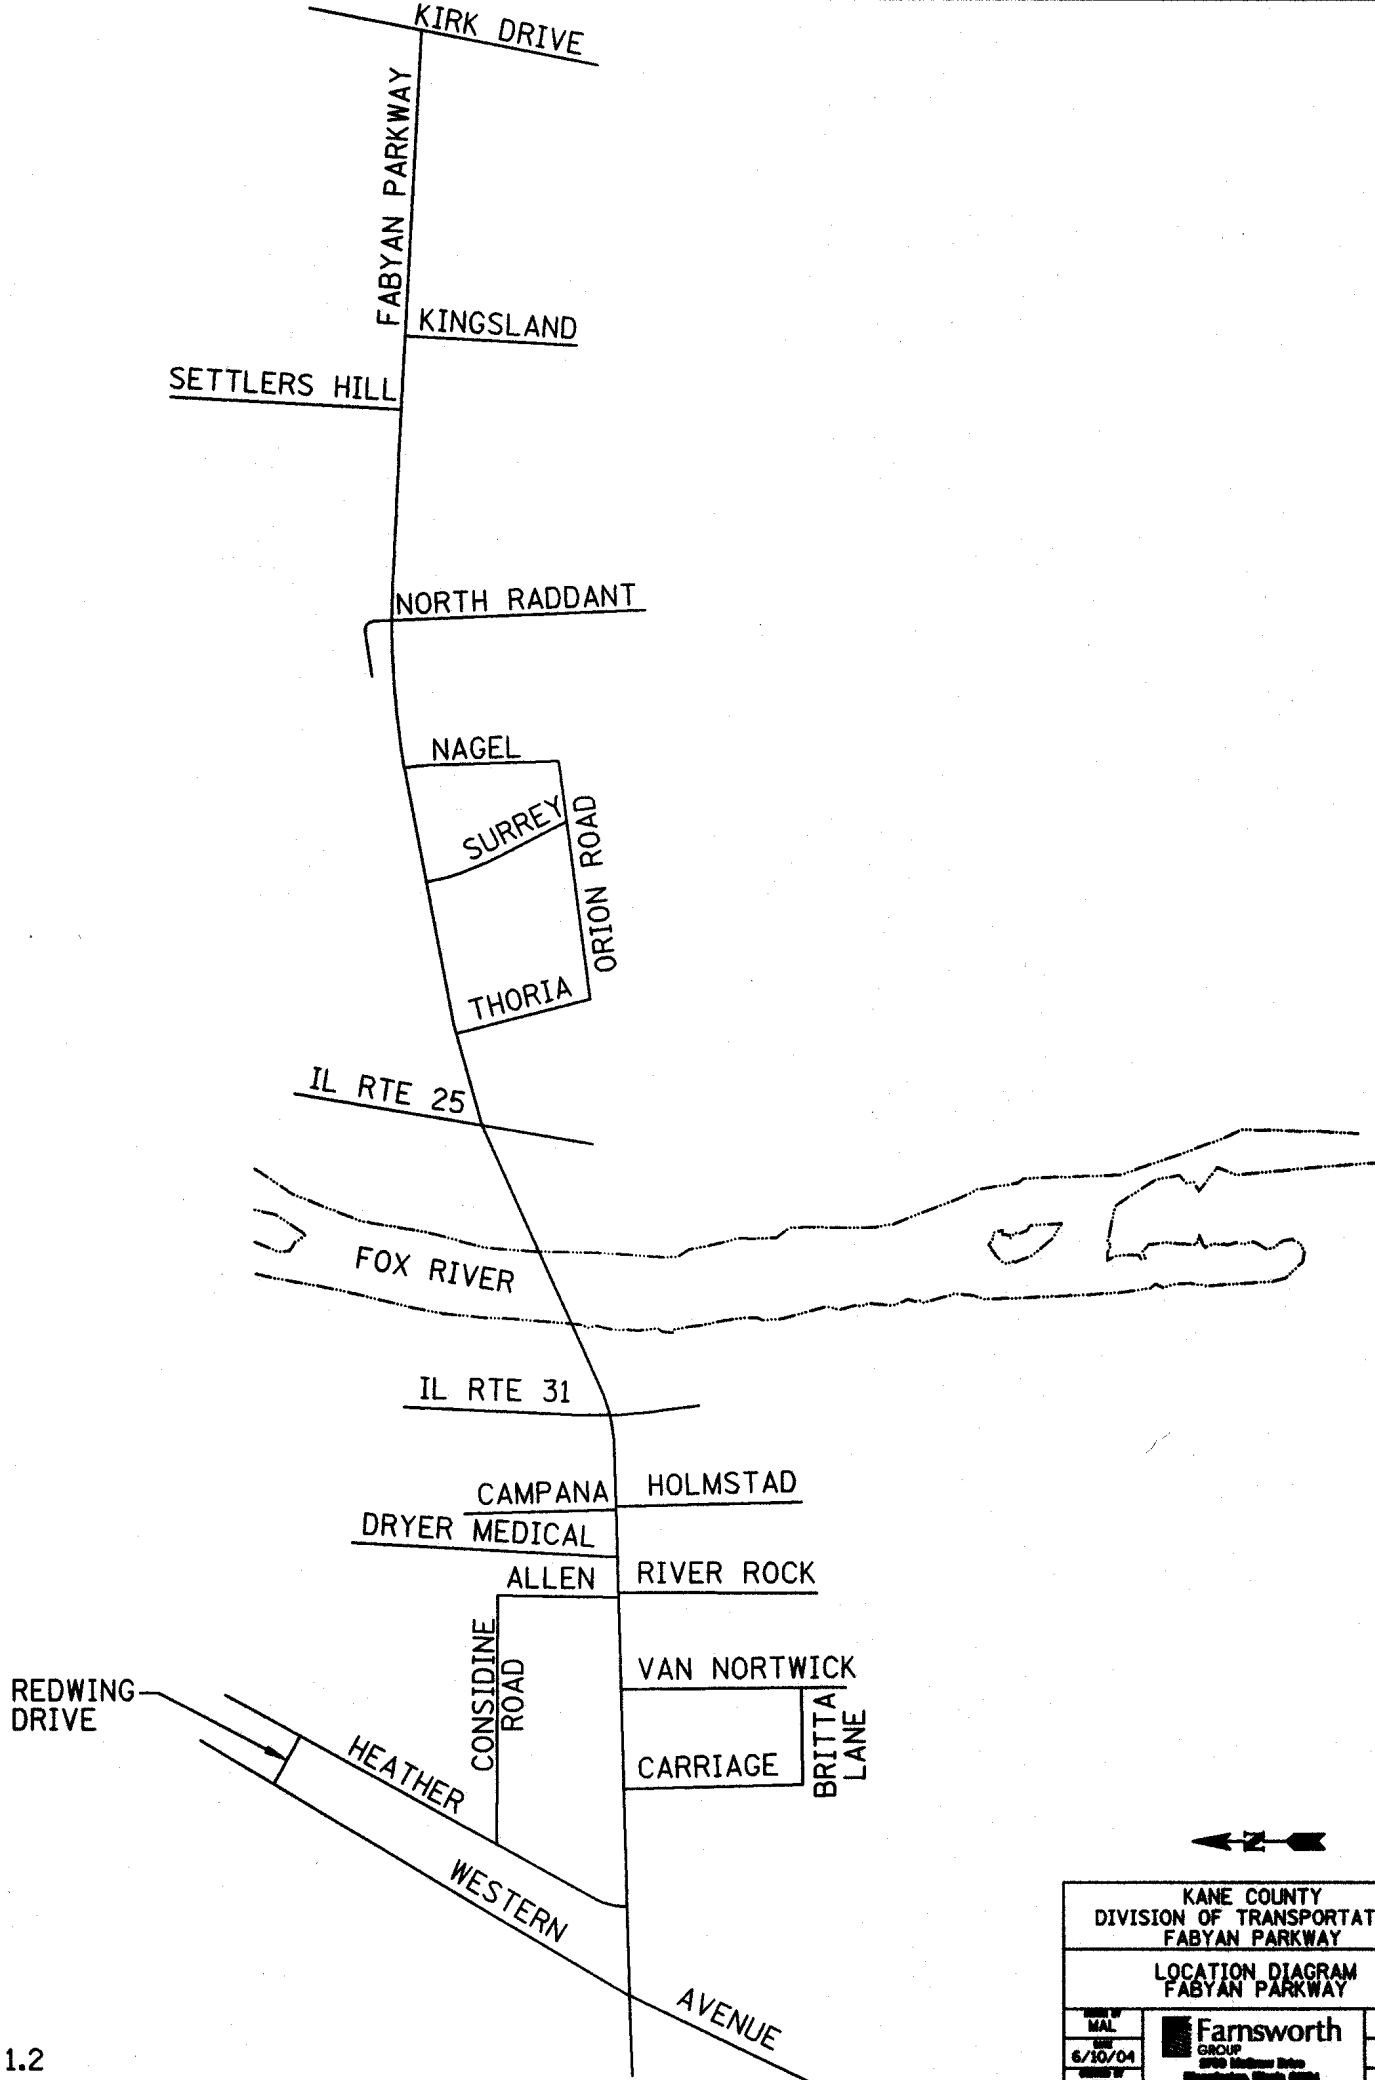 KIRK DRIVE
FABYAN PARKWAY
KINGSLAND
SETTLERS HILL
NORTH RADDANT
NAGEL
SURREY
ORION ROAD
THORIA
IL RTE 25
FOX RIVER
IL RTE 31
CAMPANA
HOLMSTAD
DRYER MEDICAL
ALLEN
RIVER ROCK
CONSIDINE
ROAD
VAN NORTWICK
BRITTA
LANE
CARRIAGE
REDWING
DRIVE
HEATHER
WESTERN
AVENUE
N
KANE COUNTY
DIVISION OF TRANSPORTAT
FABYAN PARKWAY
LOCATION DIAGRAM
FABYAN PARKWAY
MAL
6/10/04
Farnsworth
GROUP
1.2